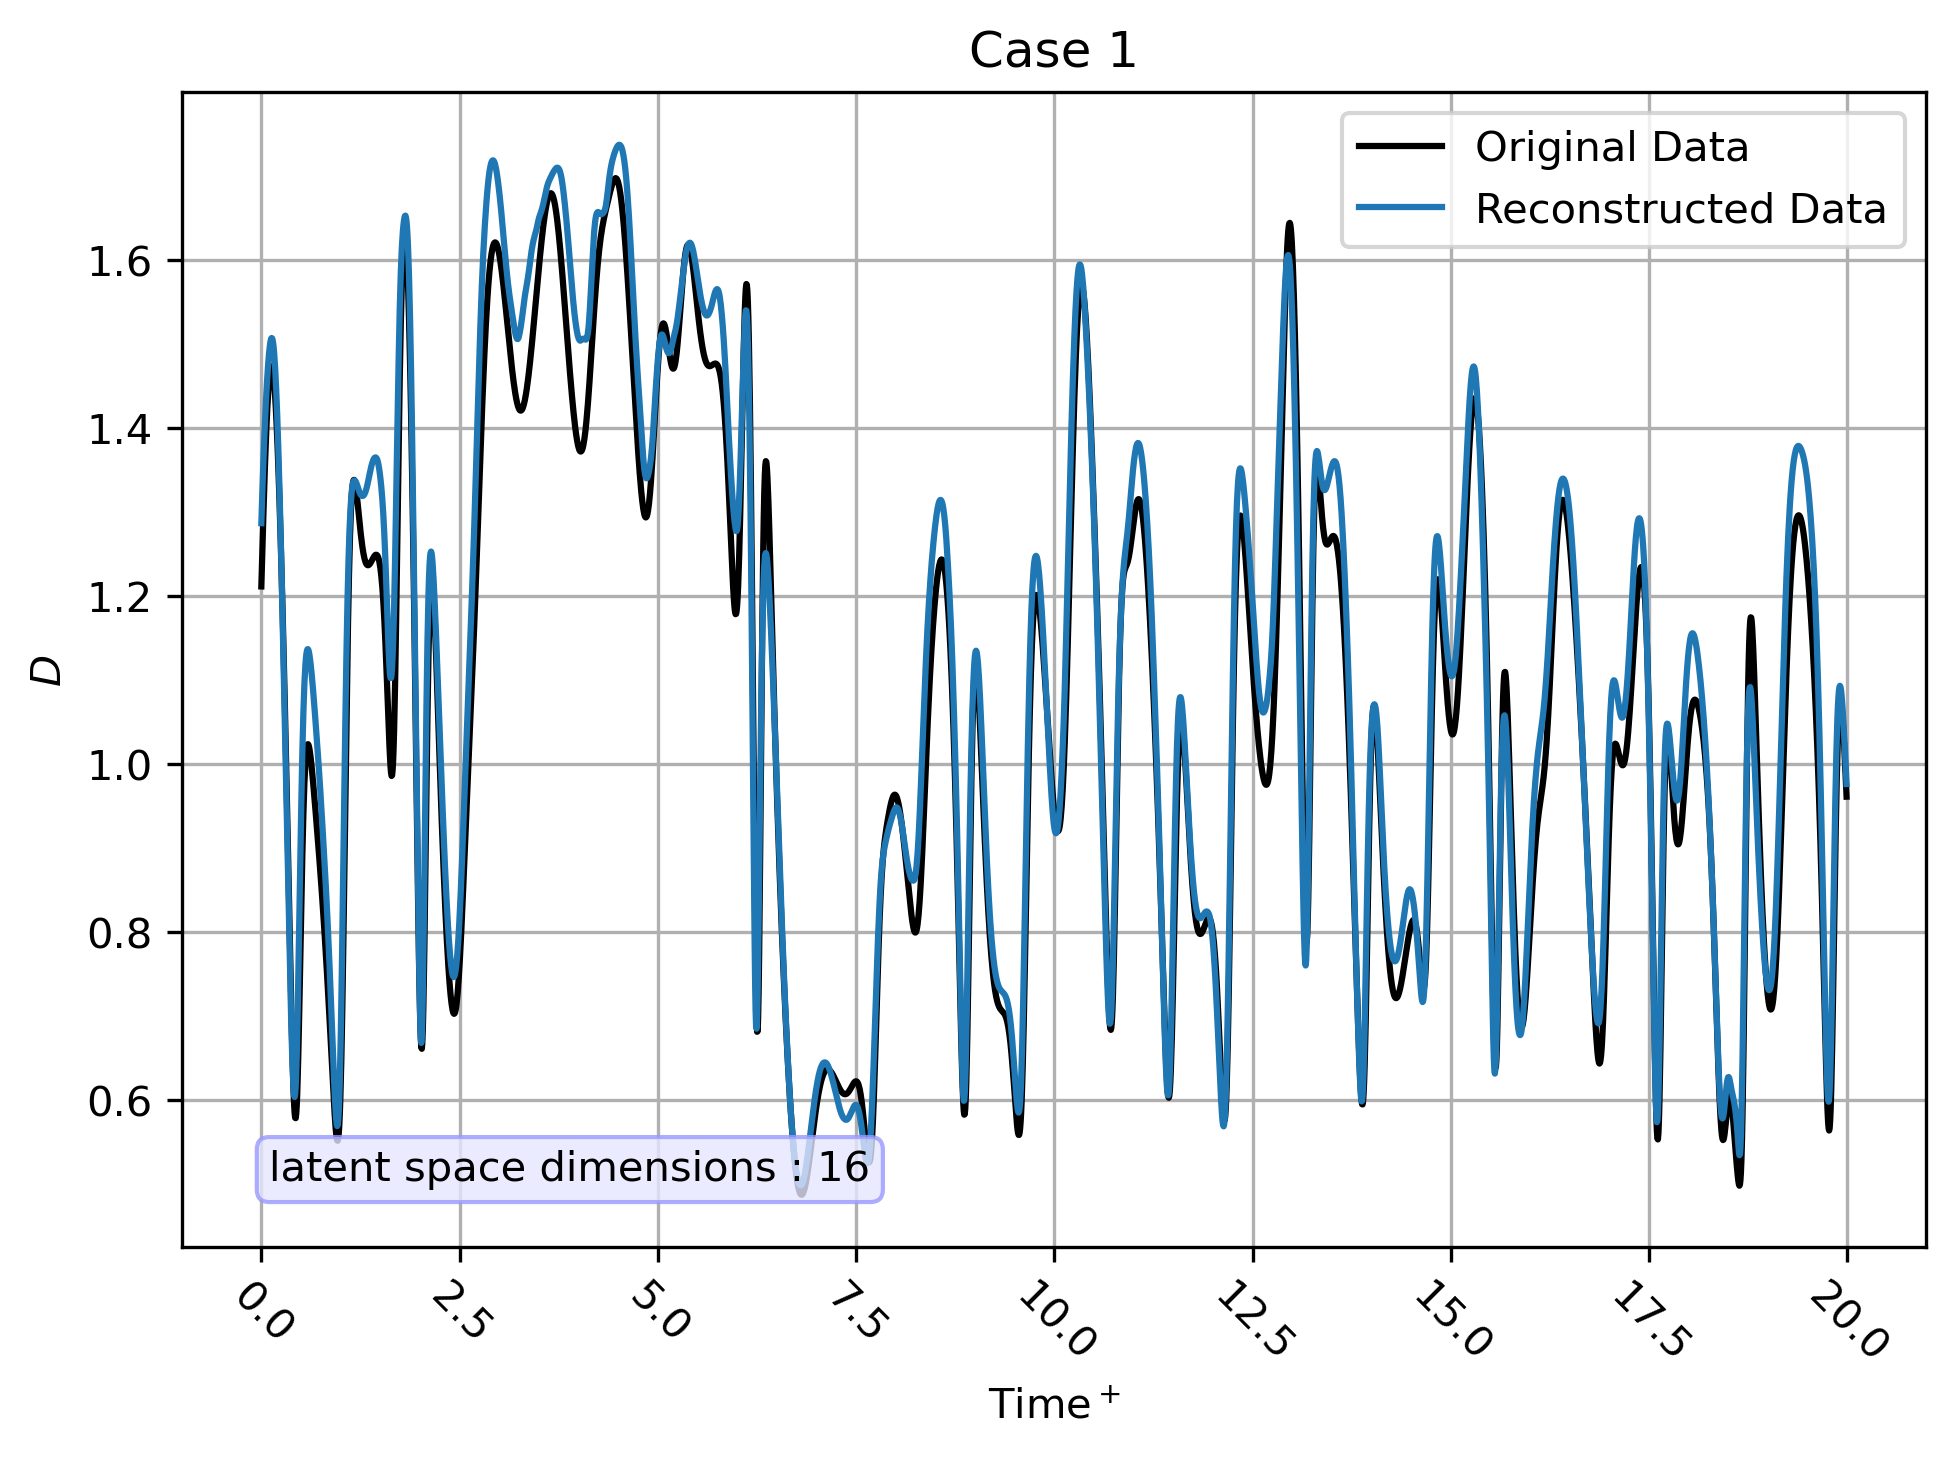 Case 1
Original Data
Reconstructed Data
1.6
1.4
1.2
1.0
0.8
0.6
D
latent space dimensions : 16
0.0 2.5 5.0 7.5 10.0 12.5 15.0 17.5 20.0
Time⁺